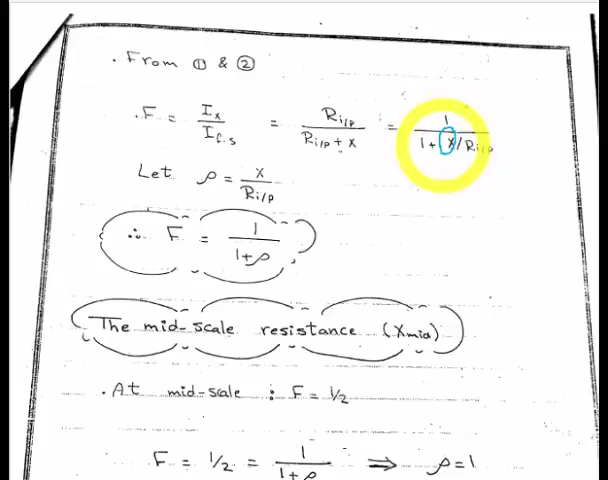 . From ① & ②
. F = Ix / If.s = Ri/p / Ri/p + x = 1 / 1 + x/Ri/p
Let ρ = x / Ri/p
∴ F = 1 / 1+ρ
The mid-scale resistance (Xmid)
. At mid-scale : F = 1/2
F = 1/2 = 1 / 1+ρ ⇒ ρ=1